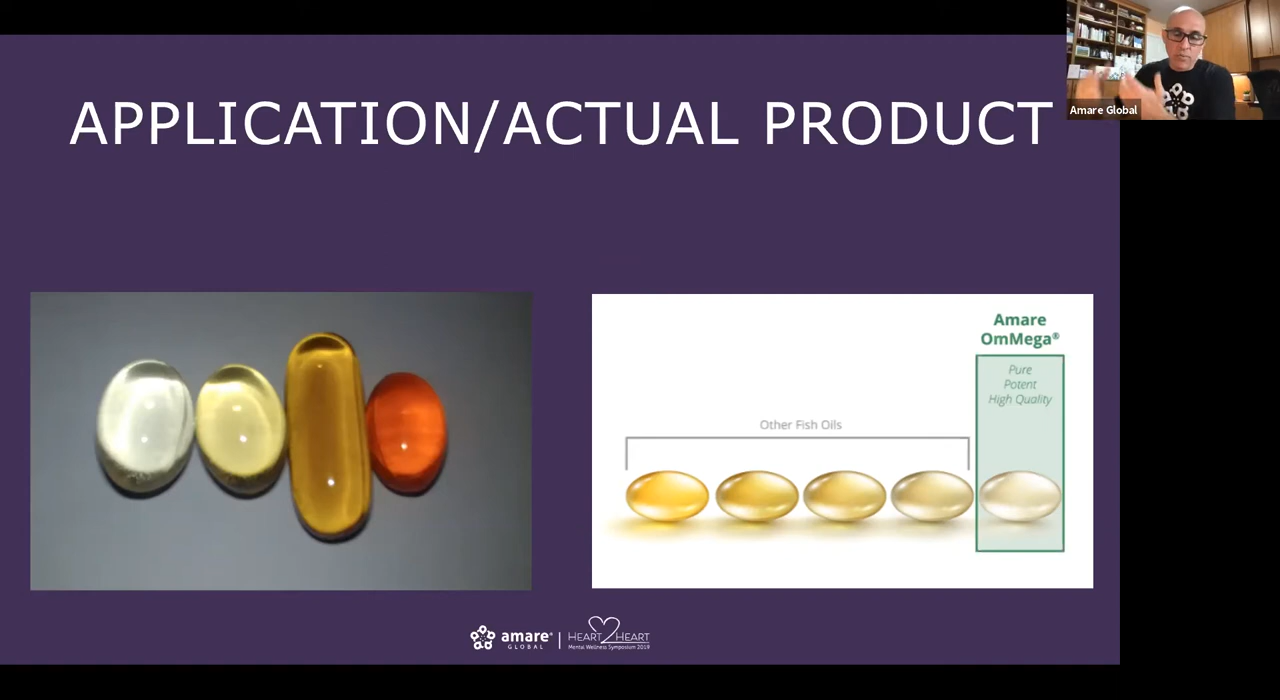 APPLICATION/ACTUAL PRODUCT
Amare Global
Amare
OmMega®
Pure
Potent
High Quality
Other Fish Oils
amare®
GLOBAL
HEART2HEART
Mental Wellness Symposium 2019